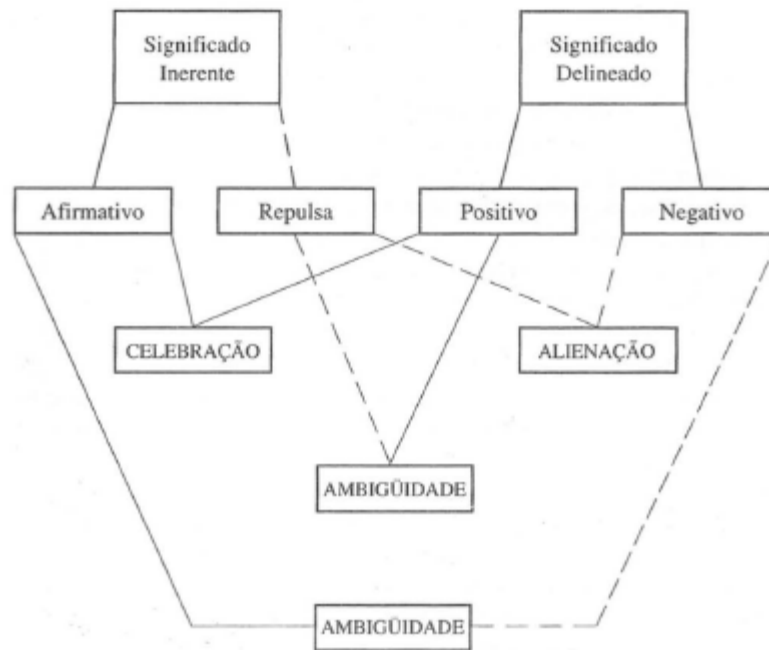 Significado
Inerente
Significado
Delineado
Afirmativo
Repulsa
Positivo
Negativo
CELEBRAÇÃO
ALIENAÇÃO
AMBIGÜIDADE
AMBIGÜIDADE